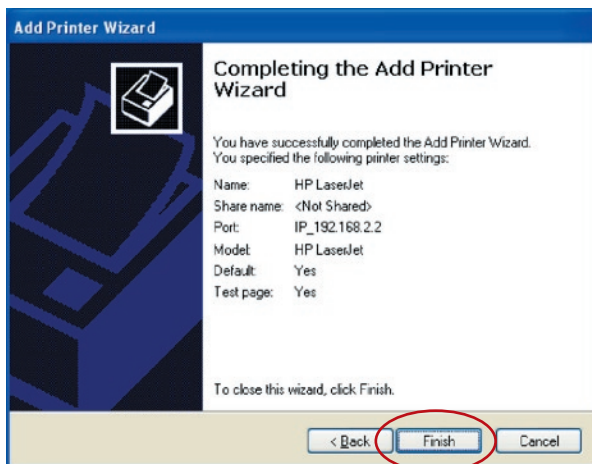 Add Printer Wizard
Completing the Add Printer
Wizard
You have successfully completed the Add Printer Wizard.
You specified the following printer settings:
Name: HP LaserJet
Share name: <Not Shared>
Port: IP_192.168.2.2
Model: HP LaserJet
Default: Yes
Test page: Yes
To close this wizard, click Finish.
< Back Finish Cancel